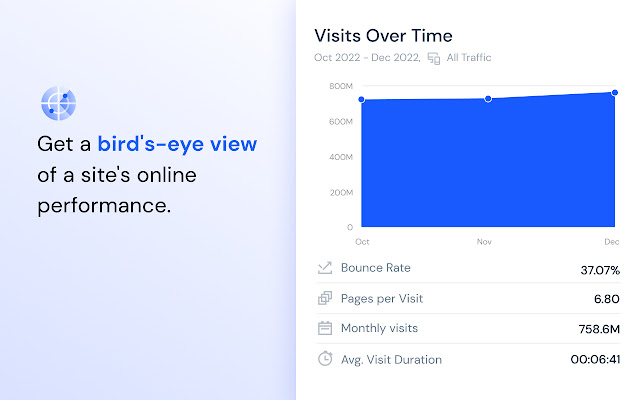 Get a bird's-eye view
of a site's online
performance.
Visits Over Time
Oct 2022 - Dec 2022, All Traffic
800M
600M
400M
200M
0
Oct Nov Dec
Bounce Rate 37.07%
Pages per Visit 6.80
Monthly visits 758.6M
Avg. Visit Duration 00:06:41